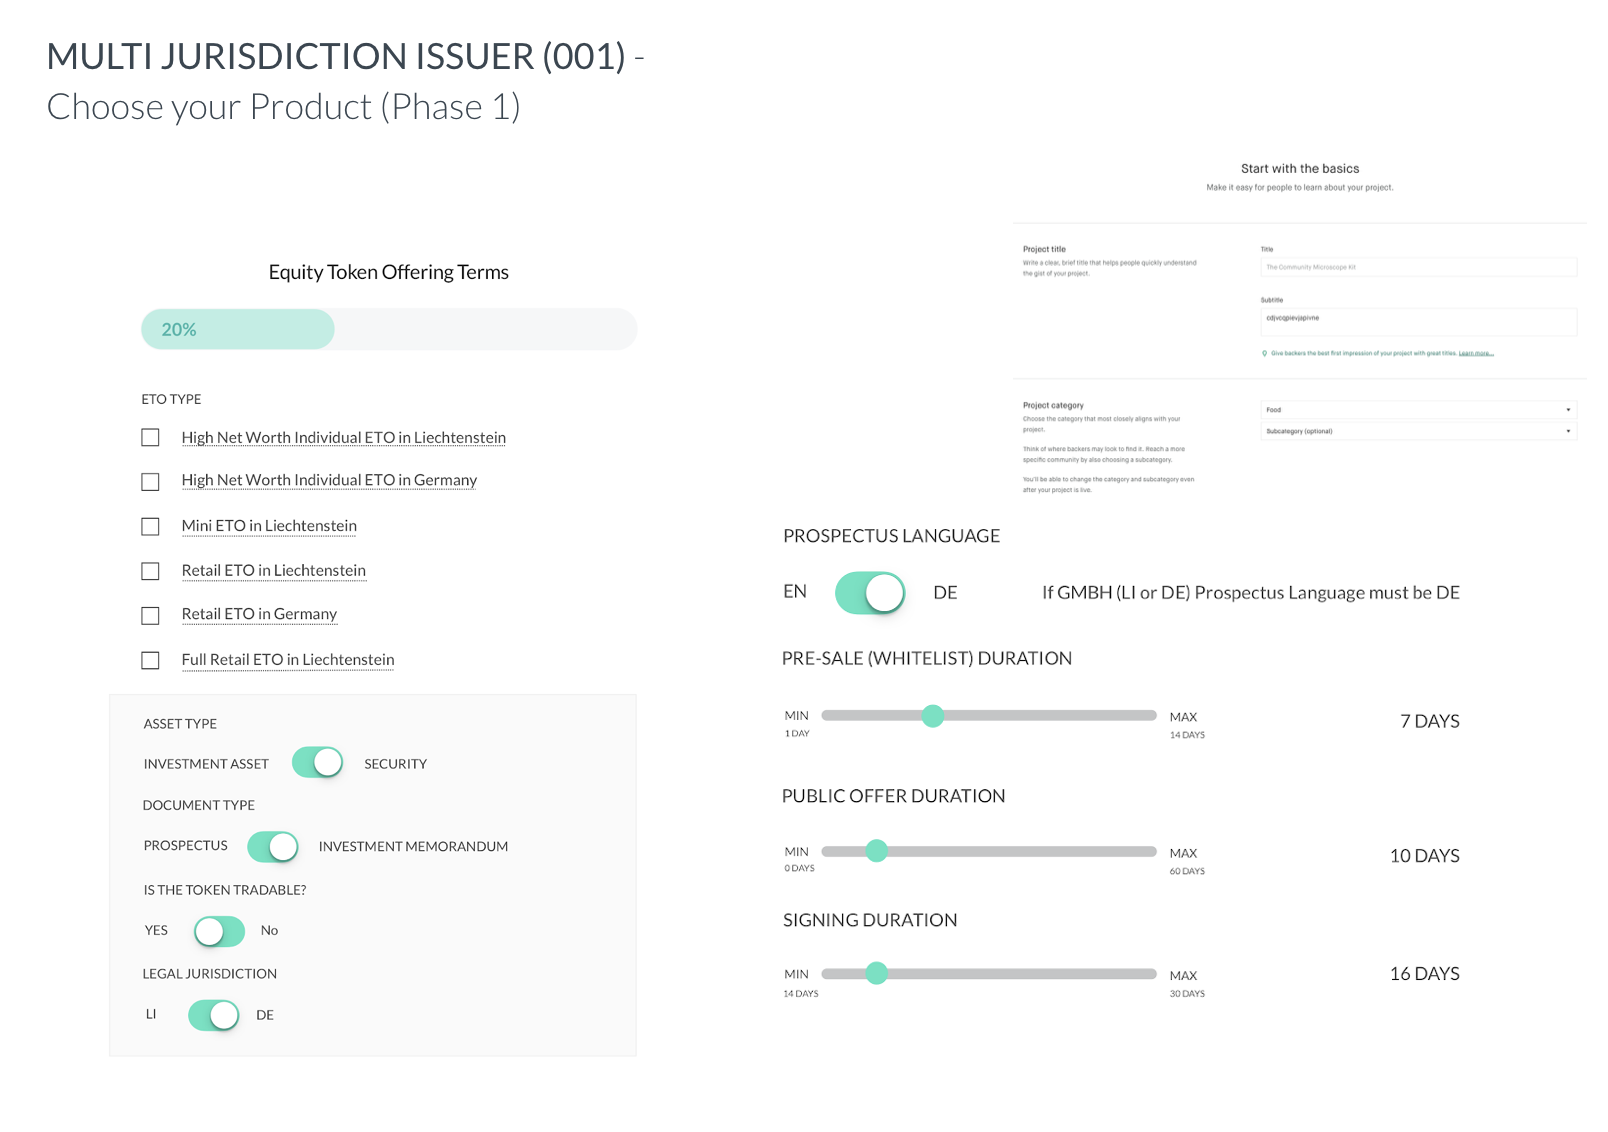 MULTI JURISDICTION ISSUER (001) -
Choose your Product (Phase 1)
Equity Token Offering Terms
20%
ETO TYPE
High Net Worth Individual ETO in Liechtenstein
High Net Worth Individual ETO in Germany
Mini ETO in Liechtenstein
Retail ETO in Liechtenstein
Retail ETO in Germany
Full Retail ETO in Liechtenstein
ASSET TYPE
INVESTMENT ASSET SECURITY
DOCUMENT TYPE
PROSPECTUS INVESTMENT MEMORANDUM
IS THE TOKEN TRADABLE?
YES No
LEGAL JURISDICTION
LI DE
Start with the basics
Make it easy for people to learn about your project.
Project title
Write a clear, brief title that helps people quickly understand
the gist of your project.
Title
The Community Microscope Kit
Subtitle
cdjvcqpievjapivne
Give backers the best first impression of your project with great titles. Learn more...
Project category
Choose the category that most closely aligns with your
project.
Think of where backers may look to find it. Reach a more
specific community by also choosing a subcategory.
You'll be able to change the category and subcategory even
after your project is live.
Food
Subcategory (optional)
PROSPECTUS LANGUAGE
EN DE If GMBH (LI or DE) Prospectus Language must be DE
PRE-SALE (WHITELIST) DURATION
MIN MAX 7 DAYS
1 DAY 14 DAYS
PUBLIC OFFER DURATION
MIN MAX 10 DAYS
0 DAYS 60 DAYS
SIGNING DURATION
MIN MAX 16 DAYS
14 DAYS 30 DAYS